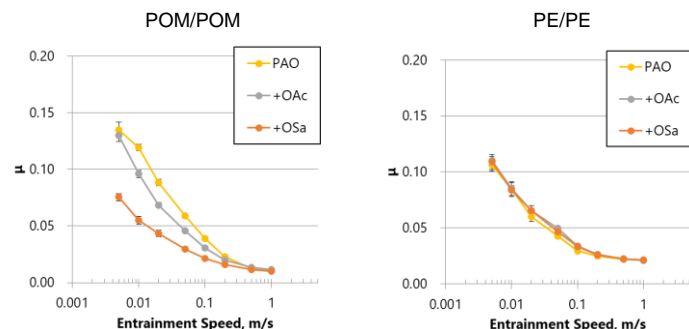 POM/POM
0.20
0.15
0.10
0.05
0.00
μ
PAO
+OAc
+OSa
0.001 0.01 0.1 1
Entrainment Speed, m/s
PE/PE
0.20
0.15
0.10
0.05
0.00
μ
PAO
+OAc
+OSa
0.001 0.01 0.1 1
Entrainment Speed, m/s